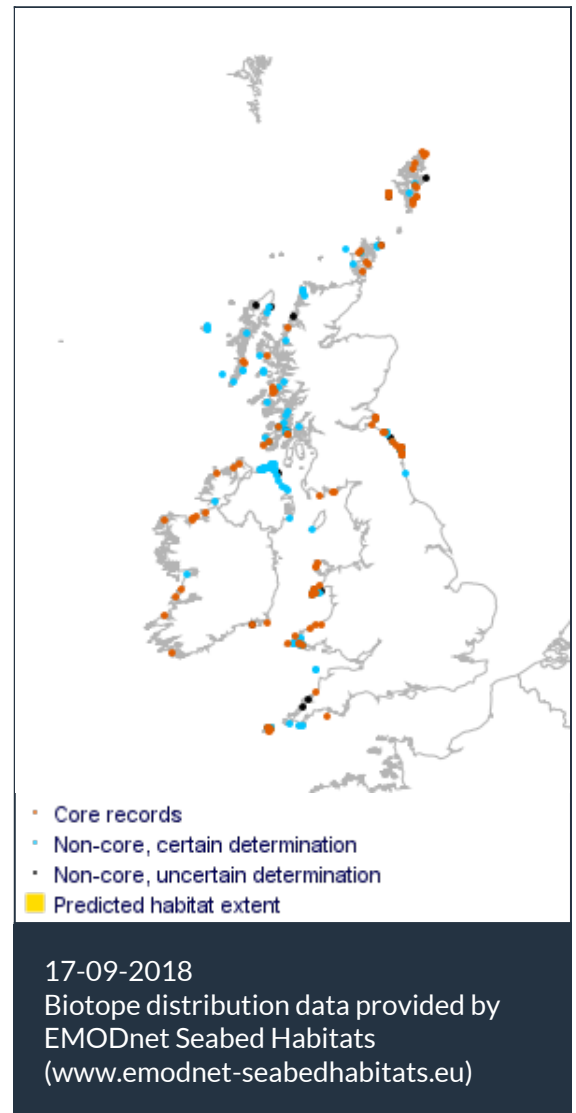 Core records
Non-core, certain determination
Non-core, uncertain determination
Predicted habitat extent
17-09-2018
Biotope distribution data provided by
EMODnet Seabed Habitats
(www.emodnet-seabedhabitats.eu)